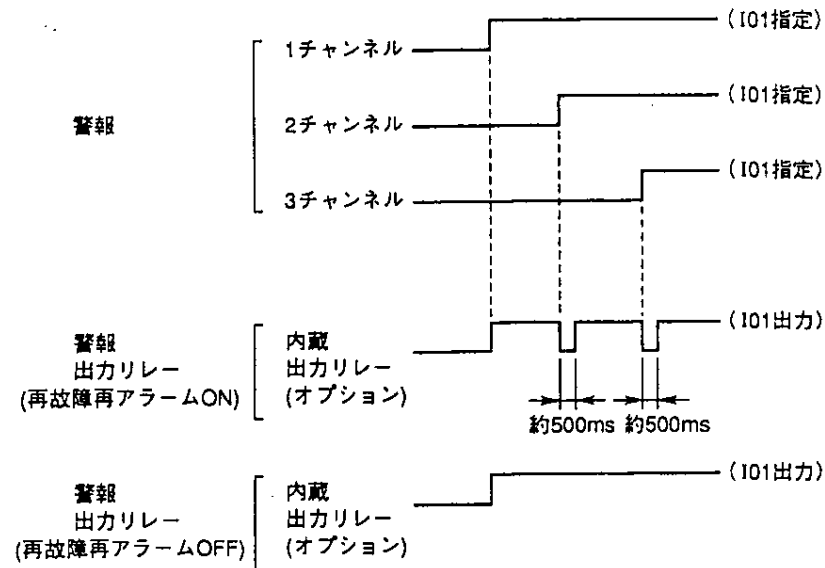 1チャンネル
(I01指定)
警報
2チャンネル
(I01指定)
3チャンネル
(I01指定)
警報
出力リレー
(再故障再アラームON)
内蔵
出力リレー
(オプション)
(I01出力)
約500ms 約500ms
警報
出力リレー
(再故障再アラームOFF)
内蔵
出力リレー
(オプション)
(I01出力)